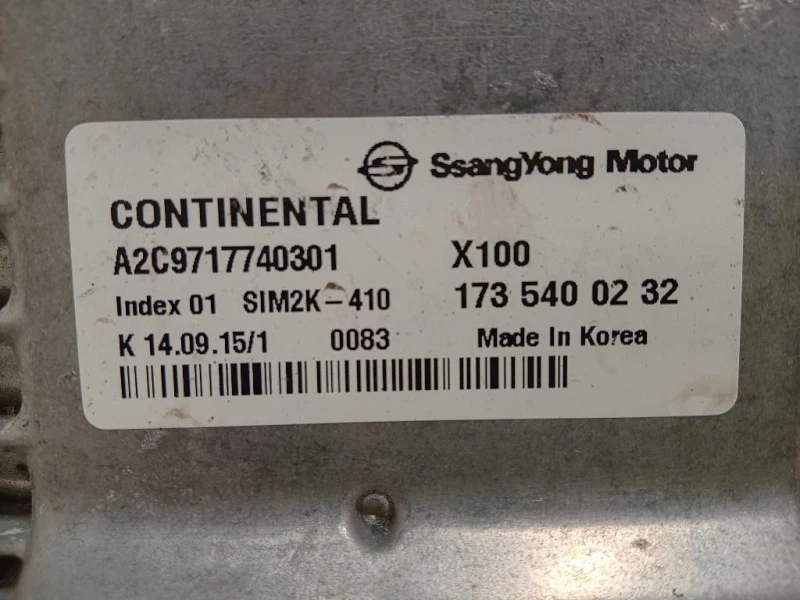 SsangYong Motor
CONTINENTAL
A2C9717740301 X100
Index 01 SIM2K-410 173 540 02 32
K 14.09.15/1 0083 Made In Korea